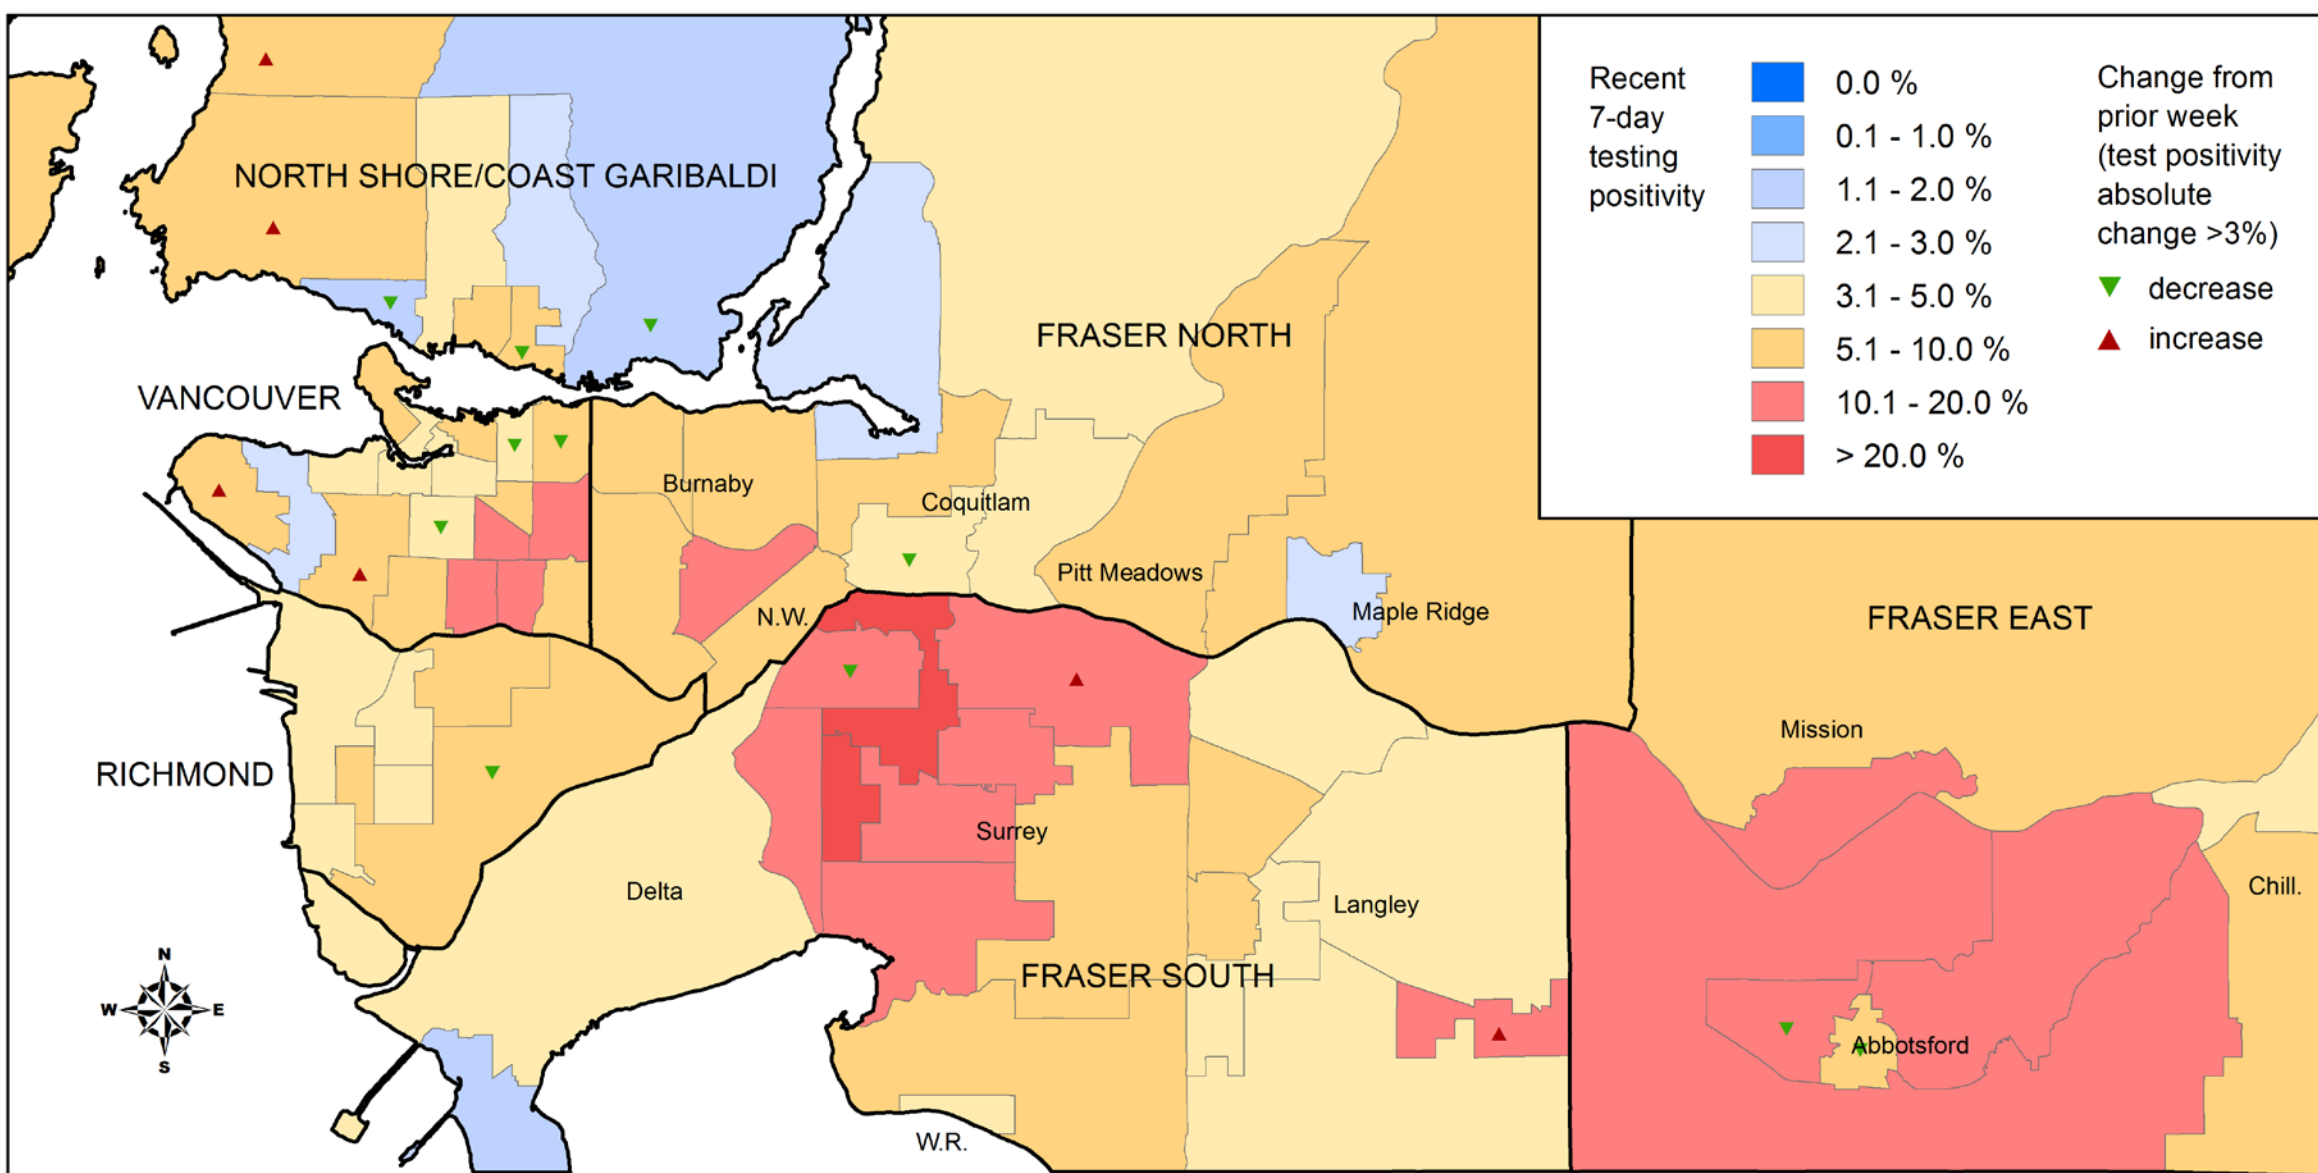 NORTH SHORE/COAST GARIBALDI
VANCOUVER
FRASER NORTH
Burnaby
Coquitlam
Pitt Meadows
Maple Ridge
N.W.
FRASER EAST
Mission
RICHMOND
Surrey
Delta
Langley
Chill.
FRASER SOUTH
Abbotsford
W.R.
N
W
E
S
Recent
7-day
testing
positivity
0.0 %
0.1 - 1.0 %
1.1 - 2.0 %
2.1 - 3.0 %
3.1 - 5.0 %
5.1 - 10.0 %
10.1 - 20.0 %
> 20.0 %
Change from
prior week
(test positivity
absolute
change >3%)
decrease
increase